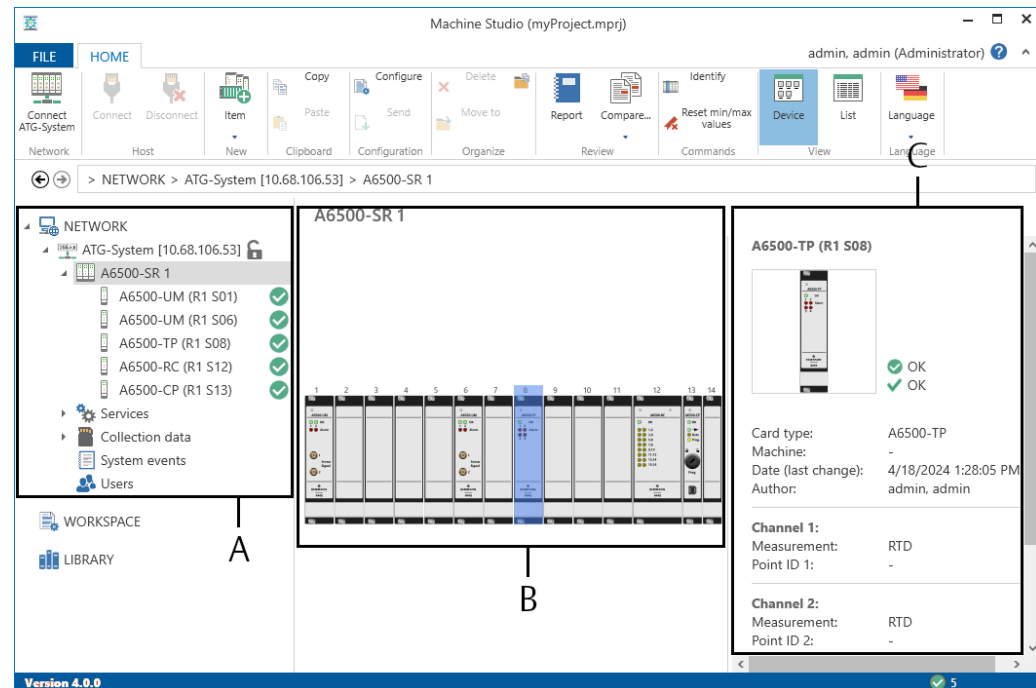 Machine Studio (myProject.mprj)
FILE HOME admin, admin (Administrator)
Connect ATG-System
Connect
Disconnect
Item
Copy
Paste
Configure
Send
Delete
Move to
Report
Compare...
Identify
Reset min/max values
Device
List
Language
Network Host New Clipboard Configuration Organize Review Commands View Language
C
> NETWORK > ATG-System [10.68.106.53] > A6500-SR 1
NETWORK
ATG-System [10.68.106.53]
A6500-SR 1
A6500-UM (R1 S01)
A6500-UM (R1 S06)
A6500-TP (R1 S08)
A6500-RC (R1 S12)
A6500-CP (R1 S13)
Services
Collection data
System events
Users
WORKSPACE
LIBRARY
A
A6500-SR 1
1 2 3 4 5 6 7 8 9 10 11 12 13 14
B
A6500-TP (R1 S08)
OK
OK
Card type: A6500-TP
Machine: -
Date (last change): 4/18/2024 1:28:05 PM
Author: admin, admin
Channel 1:
Measurement: RTD
Point ID 1: -
Channel 2:
Measurement: RTD
Point ID 2: -
Version 4.0.0 5